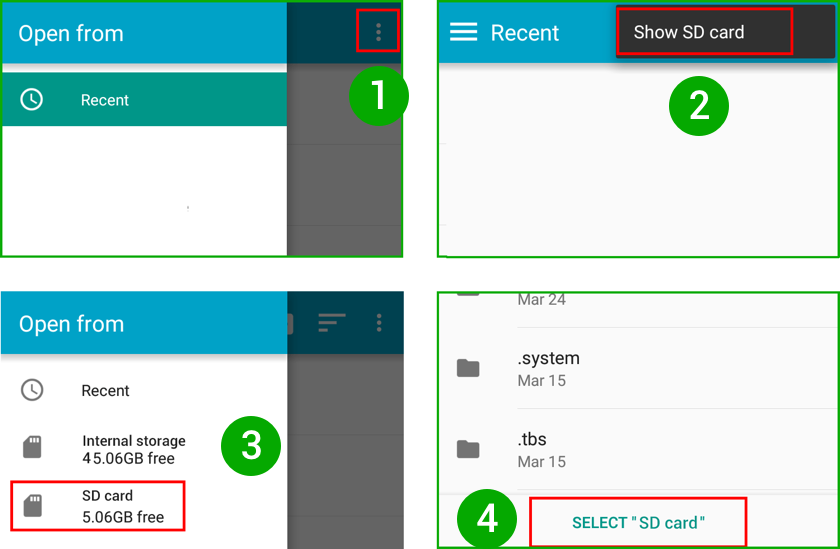 Open from
1
Recent
Recent
Show SD card
2
Open from
Recent
Internal storage
45.06GB free
3
SD card
5.06GB free
Mar 24
.system
Mar 15
.tbs
Mar 15
4
SELECT "SD card"